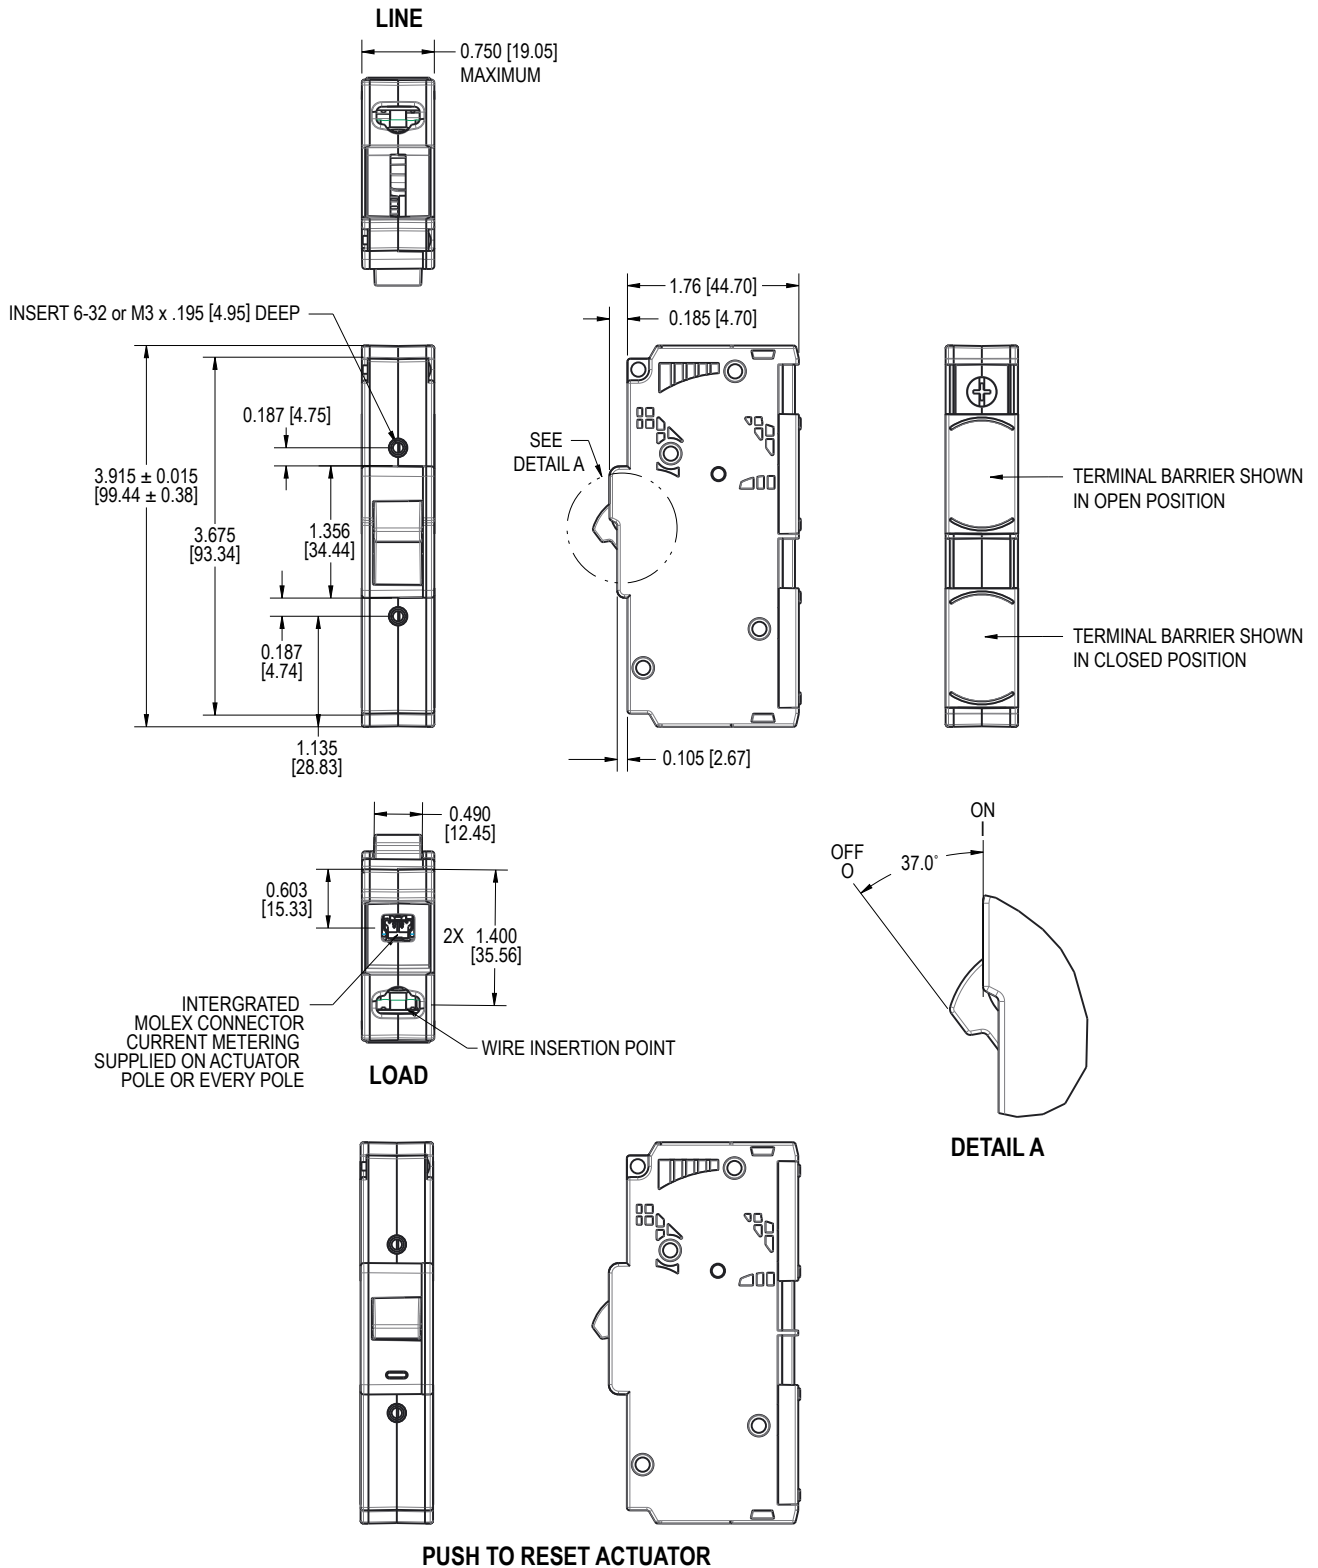 LINE
0.750 [19.05]
MAXIMUM
INSERT 6-32 or M3 x .195 [4.95] DEEP
1.76 [44.70]
0.185 [4.70]
0.187 [4.75]
3.915 ± 0.015
[99.44 ± 0.38]
3.675
[93.34]
1.356
[34.44]
0.187
[4.74]
1.135
[28.83]
SEE
DETAIL A
0.105 [2.67]
TERMINAL BARRIER SHOWN
IN OPEN POSITION
TERMINAL BARRIER SHOWN
IN CLOSED POSITION
0.490
[12.45]
0.603
[15.33]
2X 1.400
[35.56]
INTERGRATED
MOLEX CONNECTOR
CURRENT METERING
SUPPLIED ON ACTUATOR
POLE OR EVERY POLE
WIRE INSERTION POINT
LOAD
ON
I
OFF
O
37.0°
DETAIL A
PUSH TO RESET ACTUATOR